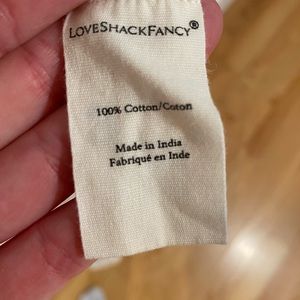 LoveShackFancy®
100% Cotton/Coton
Made in India
Fabriqué en Inde